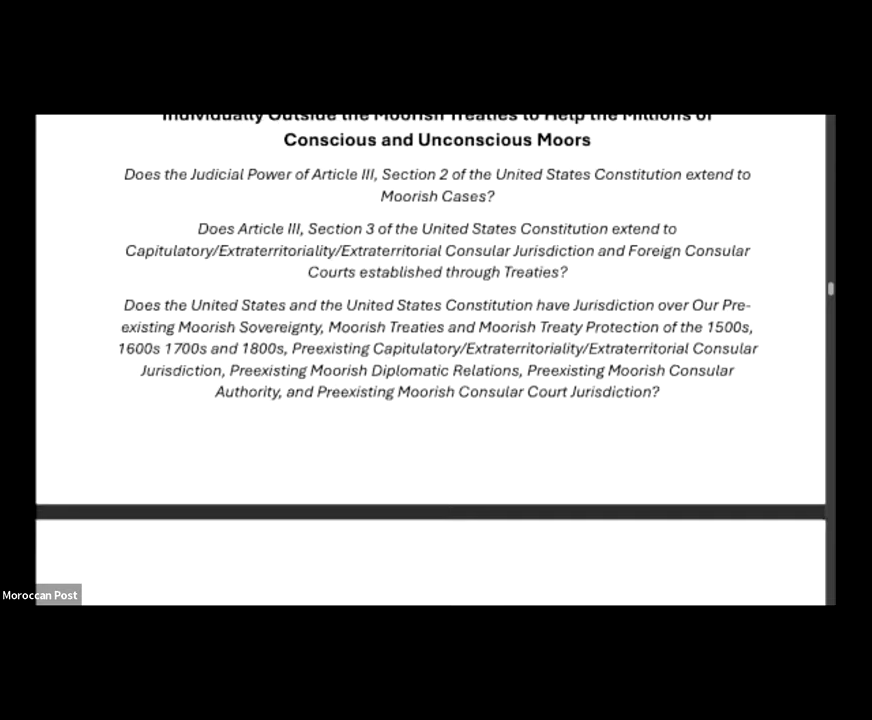 Individually Outside the Moorish Treaties to Help the Millions of
Conscious and Unconscious Moors
Does the Judicial Power of Article III, Section 2 of the United States Constitution extend to
Moorish Cases?
Does Article III, Section 3 of the United States Constitution extend to
Capitulatory/Extraterritoriality/Extraterritorial Consular Jurisdiction and Foreign Consular
Courts established through Treaties?
Does the United States and the United States Constitution have Jurisdiction over Our Pre-
existing Moorish Sovereignty, Moorish Treaties and Moorish Treaty Protection of the 1500s,
1600s 1700s and 1800s, Preexisting Capitulatory/Extraterritoriality/Extraterritorial Consular
Jurisdiction, Preexisting Moorish Diplomatic Relations, Preexisting Moorish Consular
Authority, and Preexisting Moorish Consular Court Jurisdiction?
Moroccan Post